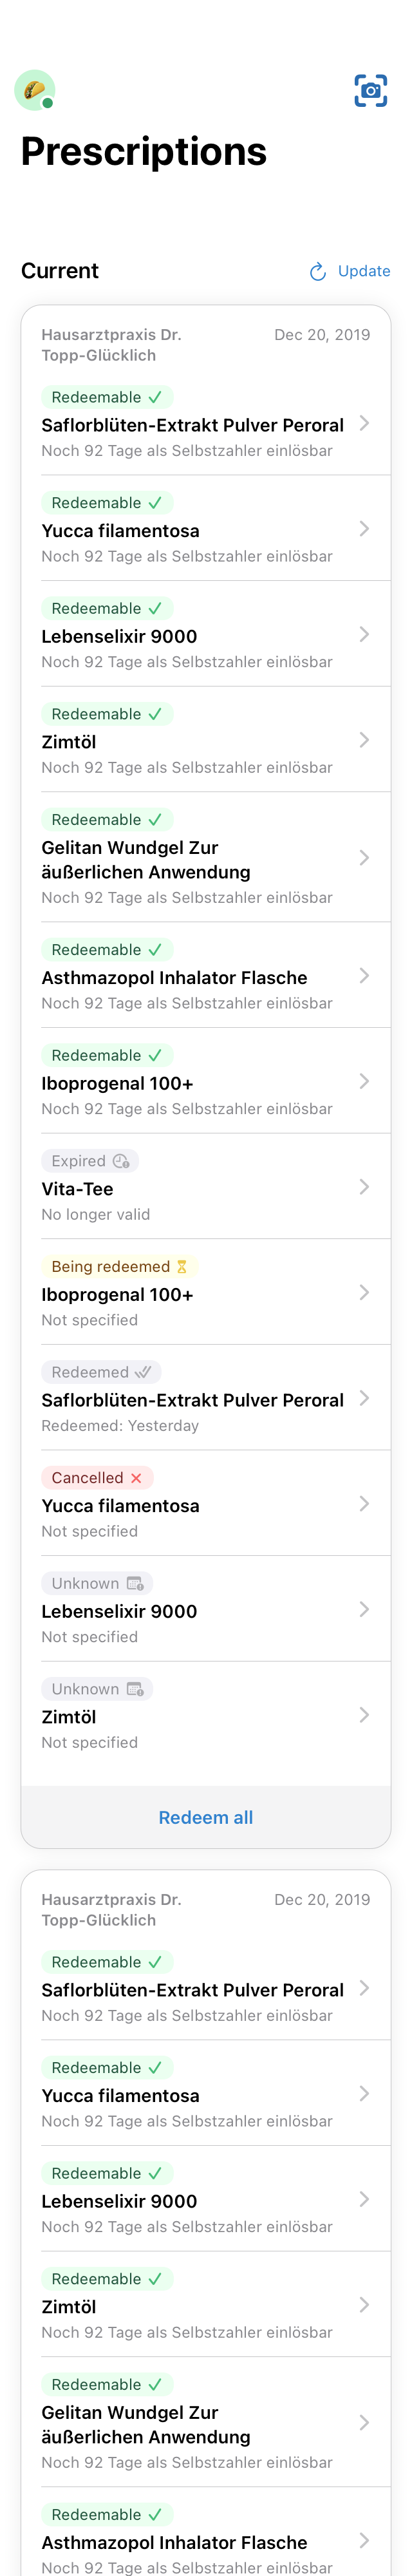 Prescriptions
Current
Update
Hausarztpraxis Dr.
Topp-Glücklich
Dec 20, 2019
Redeemable
Saflorblüten-Extrakt Pulver Peroral
Noch 92 Tage als Selbstzahler einlösbar
Redeemable
Yucca filamentosa
Noch 92 Tage als Selbstzahler einlösbar
Redeemable
Lebenselixir 9000
Noch 92 Tage als Selbstzahler einlösbar
Redeemable
Zimtöl
Noch 92 Tage als Selbstzahler einlösbar
Redeemable
Gelitan Wundgel Zur
äußerlichen Anwendung
Noch 92 Tage als Selbstzahler einlösbar
Redeemable
Asthmazopol Inhalator Flasche
Noch 92 Tage als Selbstzahler einlösbar
Redeemable
Iboprogenal 100+
Noch 92 Tage als Selbstzahler einlösbar
Expired
Vita-Tee
No longer valid
Being redeemed
Iboprogenal 100+
Not specified
Redeemed
Saflorblüten-Extrakt Pulver Peroral
Redeemed: Yesterday
Cancelled
Yucca filamentosa
Not specified
Unknown
Lebenselixir 9000
Not specified
Unknown
Zimtöl
Not specified
Redeem all
Hausarztpraxis Dr.
Topp-Glücklich
Dec 20, 2019
Redeemable
Saflorblüten-Extrakt Pulver Peroral
Noch 92 Tage als Selbstzahler einlösbar
Redeemable
Yucca filamentosa
Noch 92 Tage als Selbstzahler einlösbar
Redeemable
Lebenselixir 9000
Noch 92 Tage als Selbstzahler einlösbar
Redeemable
Zimtöl
Noch 92 Tage als Selbstzahler einlösbar
Redeemable
Gelitan Wundgel Zur
äußerlichen Anwendung
Noch 92 Tage als Selbstzahler einlösbar
Redeemable
Asthmazopol Inhalator Flasche
Noch 92 Tage als Selbstzahler einlösbar